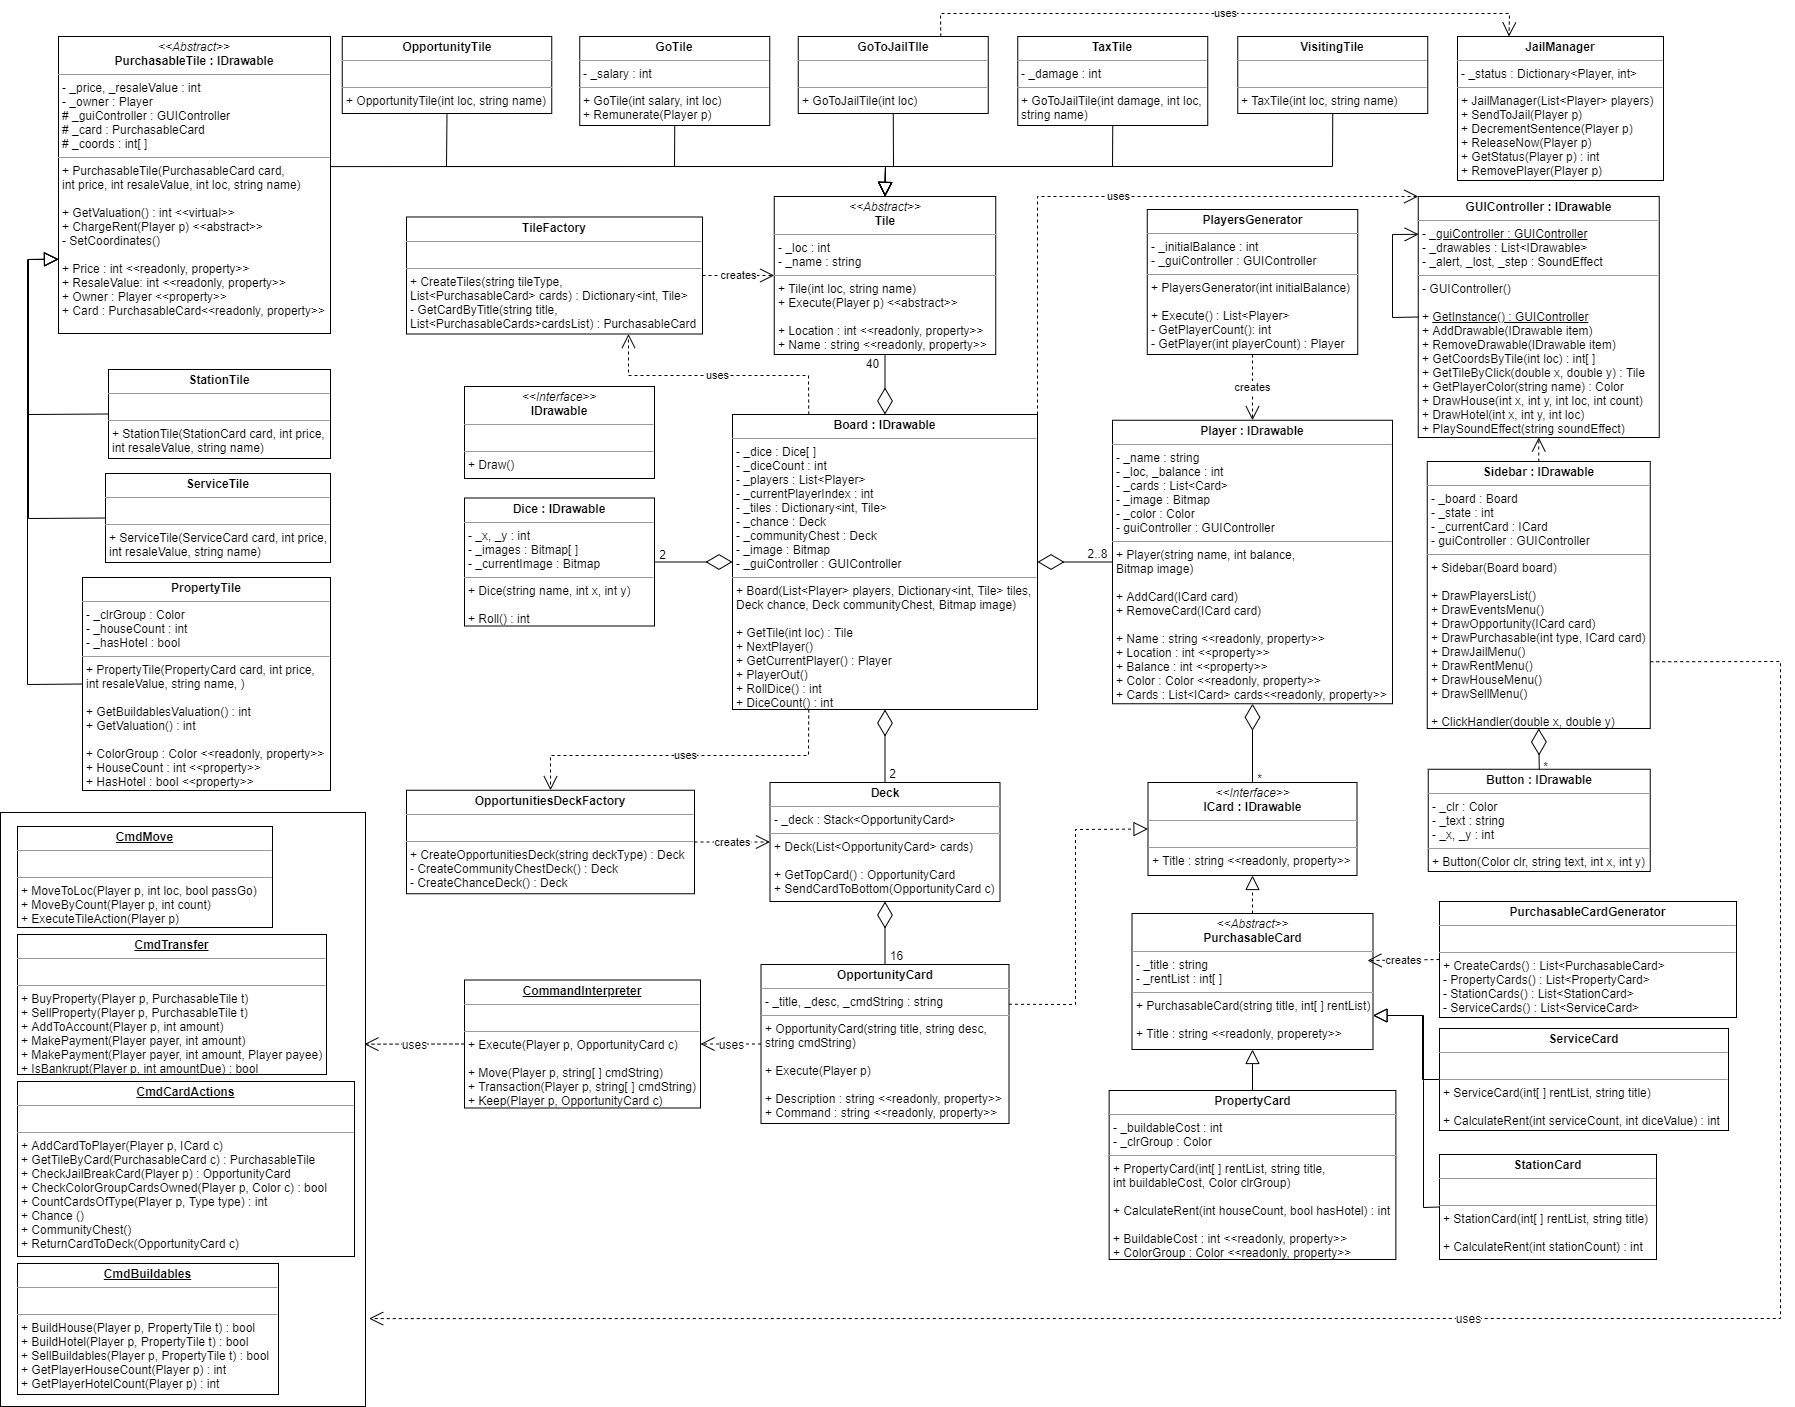 uses
<<Abstract>>
PurchasableTile : IDrawable
- _price, _resaleValue : int
- _owner : Player
# _guiController : GUIController
# _card : PurchasableCard
# _coords : int[ ]
+ PurchasableTile(PurchasableCard card,
int price, int resaleValue, int loc, string name)
+ GetValuation() : int <<virtual>>
+ ChargeRent(Player p) <<abstract>>
- SetCoordinates()
+ Price : int <<readonly, property>>
+ ResaleValue: int <<readonly, property>>
+ Owner : Player <<property>>
+ Card : PurchasableCard<<readonly, property>>
OpportunityTile
+ OpportunityTile(int loc, string name)
GoTile
- _salary : int
+ GoTile(int salary, int loc)
+ Remunerate(Player p)
GoToJailTIle
+ GoToJailTile(int loc)
TaxTile
- _damage : int
+ GoToJailTile(int damage, int loc,
string name)
VisitingTile
+ TaxTile(int loc, string name)
JailManager
- _status : Dictionary<Player, int>
+ JailManager(List<Player> players)
+ SendToJail(Player p)
+ DecrementSentence(Player p)
+ ReleaseNow(Player p)
+ GetStatus(Player p) : int
+ RemovePlayer(Player p)
TileFactory
+ CreateTiles(string tileType,
List<PurchasableCard> cards) : Dictionary<int, Tile>
- GetCardByTitle(string title,
List<PurchasableCards>cardsList) : PurchasableCard
creates
<<Abstract>>
Tile
- _loc : int
- _name : string
+ Tile(int loc, string name)
+ Execute(Player p) <<abstract>>
+ Location : int <<readonly, property>>
+ Name : string <<readonly, property>>
40
uses
uses
PlayersGenerator
- _initialBalance : int
- _guiController : GUIController
+ PlayersGenerator(int initialBalance)
+ Execute() : List<Player>
- GetPlayerCount(): int
- GetPlayer(int playerCount) : Player
creates
GUIController : IDrawable
- _guiController : GUIController
- _drawables : List<IDrawable>
- _alert, _lost, _step : SoundEffect
- GUIController()
+ GetInstance() : GUIController
+ AddDrawable(IDrawable item)
+ RemoveDrawable(IDrawable item)
+ GetCoordsByTile(int loc) : int[ ]
+ GetTileByClick(double x, double y) : Tile
+ GetPlayerColor(string name) : Color
+ DrawHouse(int x, int y, int loc, int count)
+ DrawHotel(int x, int y, int loc)
+ PlaySoundEffect(string soundEffect)
StationTile
+ StationTile(StationCard card, int price,
int resaleValue, string name)
ServiceTile
+ ServiceTile(ServiceCard card, int price,
int resaleValue, string name)
PropertyTile
- _clrGroup : Color
- _houseCount : int
- _hasHotel : bool
+ PropertyTile(PropertyCard card, int price,
int resaleValue, string name, )
+ GetBuildablesValuation() : int
+ GetValuation() : int
+ ColorGroup : Color <<readonly, property>>
+ HouseCount : int <<property>>
+ HasHotel : bool <<property>>
<<Interface>>
IDrawable
+ Draw()
Dice : IDrawable
- _x, _y : int
- _images : Bitmap[ ]
- _currentImage : Bitmap
+ Dice(string name, int x, int y)
+ Roll() : int
2
Board : IDrawable
- _dice : Dice[ ]
- _diceCount : int
- _players : List<Player>
- _currentPlayerIndex : int
- _tiles : Dictionary<int, Tile>
- _chance : Deck
- _communityChest : Deck
- _image : Bitmap
- _guiController : GUIController
+ Board(List<Player> players, Dictionary<int, Tile> tiles,
Deck chance, Deck communityChest, Bitmap image)
+ GetTile(int loc) : Tile
+ NextPlayer()
+ GetCurrentPlayer() : Player
+ PlayerOut()
+ RollDice() : int
+ DiceCount() : int
2..8
Player : IDrawable
- _name : string
- _loc, _balance : int
- _cards : List<Card>
- _image : Bitmap
- _color : Color
- guiController : GUIController
+ Player(string name, int balance,
Bitmap image)
+ AddCard(ICard card)
+ RemoveCard(ICard card)
+ Name : string <<readonly, property>>
+ Location : int <<property>>
+ Balance : int <<property>>
+ Color : Color <<readonly, property>>
+ Cards : List<ICard> cards<<readonly, property>>
Sidebar : IDrawable
- _board : Board
- _state : int
- _currentCard : ICard
- guiController : GUIController
+ Sidebar(Board board)
+ DrawPlayersList()
+ DrawEventsMenu()
+ DrawOpportunity(ICard card)
+ DrawPurchasable(int type, ICard card)
+ DrawJailMenu()
+ DrawRentMenu()
+ DrawHouseMenu()
+ DrawSellMenu()
+ ClickHandler(double x, double y)
*
Button : IDrawable
- _clr : Color
- _text : string
- _x, _y : int
+ Button(Color clr, string text, int x, int y)
uses
2
*
OpportunitiesDeckFactory
+ CreateOpportunitiesDeck(string deckType) : Deck
- CreateCommunityChestDeck() : Deck
- CreateChanceDeck() : Deck
creates
Deck
- _deck : Stack<OpportunityCard>
+ Deck(List<OpportunityCard> cards)
+ GetTopCard() : OpportunityCard
+ SendCardToBottom(OpportunityCard c)
16
<<Interface>>
ICard : IDrawable
+ Title : string <<readonly, property>>
<<Abstract>>
PurchasableCard
- _title : string
- _rentList : int[ ]
+ PurchasableCard(string title, int[ ] rentList)
+ Title : string <<readonly, properety>>
creates
PurchasableCardGenerator
+ CreateCards() : List<PurchasableCard>
- PropertyCards() : List<PropertyCard>
- StationCards() : List<StationCard>
- ServiceCards() : List<ServiceCard>
ServiceCard
+ ServiceCard(int[ ] rentList, string title)
+ CalculateRent(int serviceCount, int diceValue) : int
StationCard
+ StationCard(int[ ] rentList, string title)
+ CalculateRent(int stationCount) : int
PropertyCard
- _buildableCost : int
- _clrGroup : Color
+ PropertyCard(int[ ] rentList, string title,
int buildableCost, Color clrGroup)
+ CalculateRent(int houseCount, bool hasHotel) : int
+ BuildableCost : int <<readonly, property>>
+ ColorGroup : Color <<readonly, property>>
OpportunityCard
- _title, _desc, _cmdString : string
+ OpportunityCard(string title, string desc,
string cmdString)
+ Execute(Player p)
+ Description : string <<readonly, property>>
+ Command : string <<readonly, property>>
uses
CommandInterpreter
+ Execute(Player p, OpportunityCard c)
+ Move(Player p, string[ ] cmdString)
+ Transaction(Player p, string[ ] cmdString)
+ Keep(Player p, OpportunityCard c)
uses
CmdMove
+ MoveToLoc(Player p, int loc, bool passGo)
+ MoveByCount(Player p, int count)
+ ExecuteTileAction(Player p)
CmdTransfer
+ BuyProperty(Player p, PurchasableTile t)
+ SellProperty(Player p, PurchasableTile t)
+ AddToAccount(Player p, int amount)
+ MakePayment(Player payer, int amount)
+ MakePayment(Player payer, int amount, Player payee)
+ IsBankrupt(Player p, int amountDue) : bool
CmdCardActions
+ AddCardToPlayer(Player p, ICard c)
+ GetTileByCard(PurchasableCard c) : PurchasableTile
+ CheckJailBreakCard(Player p) : OpportunityCard
+ CheckColorGroupCardsOwned(Player p, Color c) : bool
+ CountCardsOfType(Player p, Type type) : int
+ Chance ()
+ CommunityChest()
+ ReturnCardToDeck(OpportunityCard c)
CmdBuildables
+ BuildHouse(Player p, PropertyTile t) : bool
+ BuildHotel(Player p, PropertyTile t) : bool
+ SellBuildables(Player p, PropertyTile t) : bool
+ GetPlayerHouseCount(Player p) : int
+ GetPlayerHotelCount(Player p) : int
uses